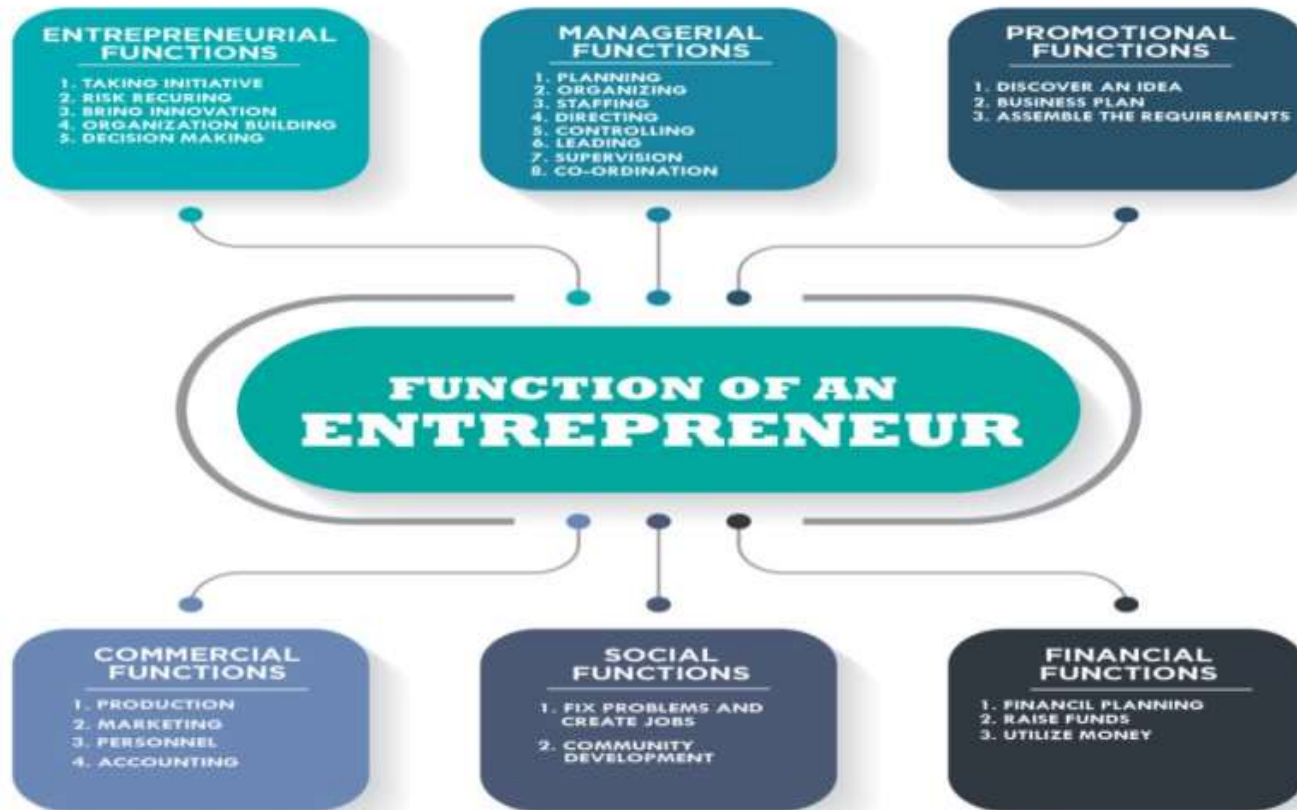 ENTREPRENEURIAL
FUNCTIONS
1. TAKING INITIATIVE
2. RISK RECURING
3. BRING INNOVATION
4. ORGANIZATION BUILDING
5. DECISION MAKING
MANAGERIAL
FUNCTIONS
1. PLANNING
2. ORGANIZING
3. STAFFING
4. DIRECTING
5. CONTROLLING
6. LEADING
7. SUPERVISION
8. CO-ORDINATION
PROMOTIONAL
FUNCTIONS
1. DISCOVER AN IDEA
2. BUSINESS PLAN
3. ASSEMBLE THE REQUIREMENTS
FUNCTION OF AN
ENTREPRENEUR
COMMERCIAL
FUNCTIONS
1. PRODUCTION
2. MARKETING
3. PERSONNEL
4. ACCOUNTING
SOCIAL
FUNCTIONS
1. FIX PROBLEMS AND
CREATE JOBS
2. COMMUNITY
DEVELOPMENT
FINANCIAL
FUNCTIONS
1. FINANCIL PLANNING
2. RAISE FUNDS
3. UTILIZE MONEY